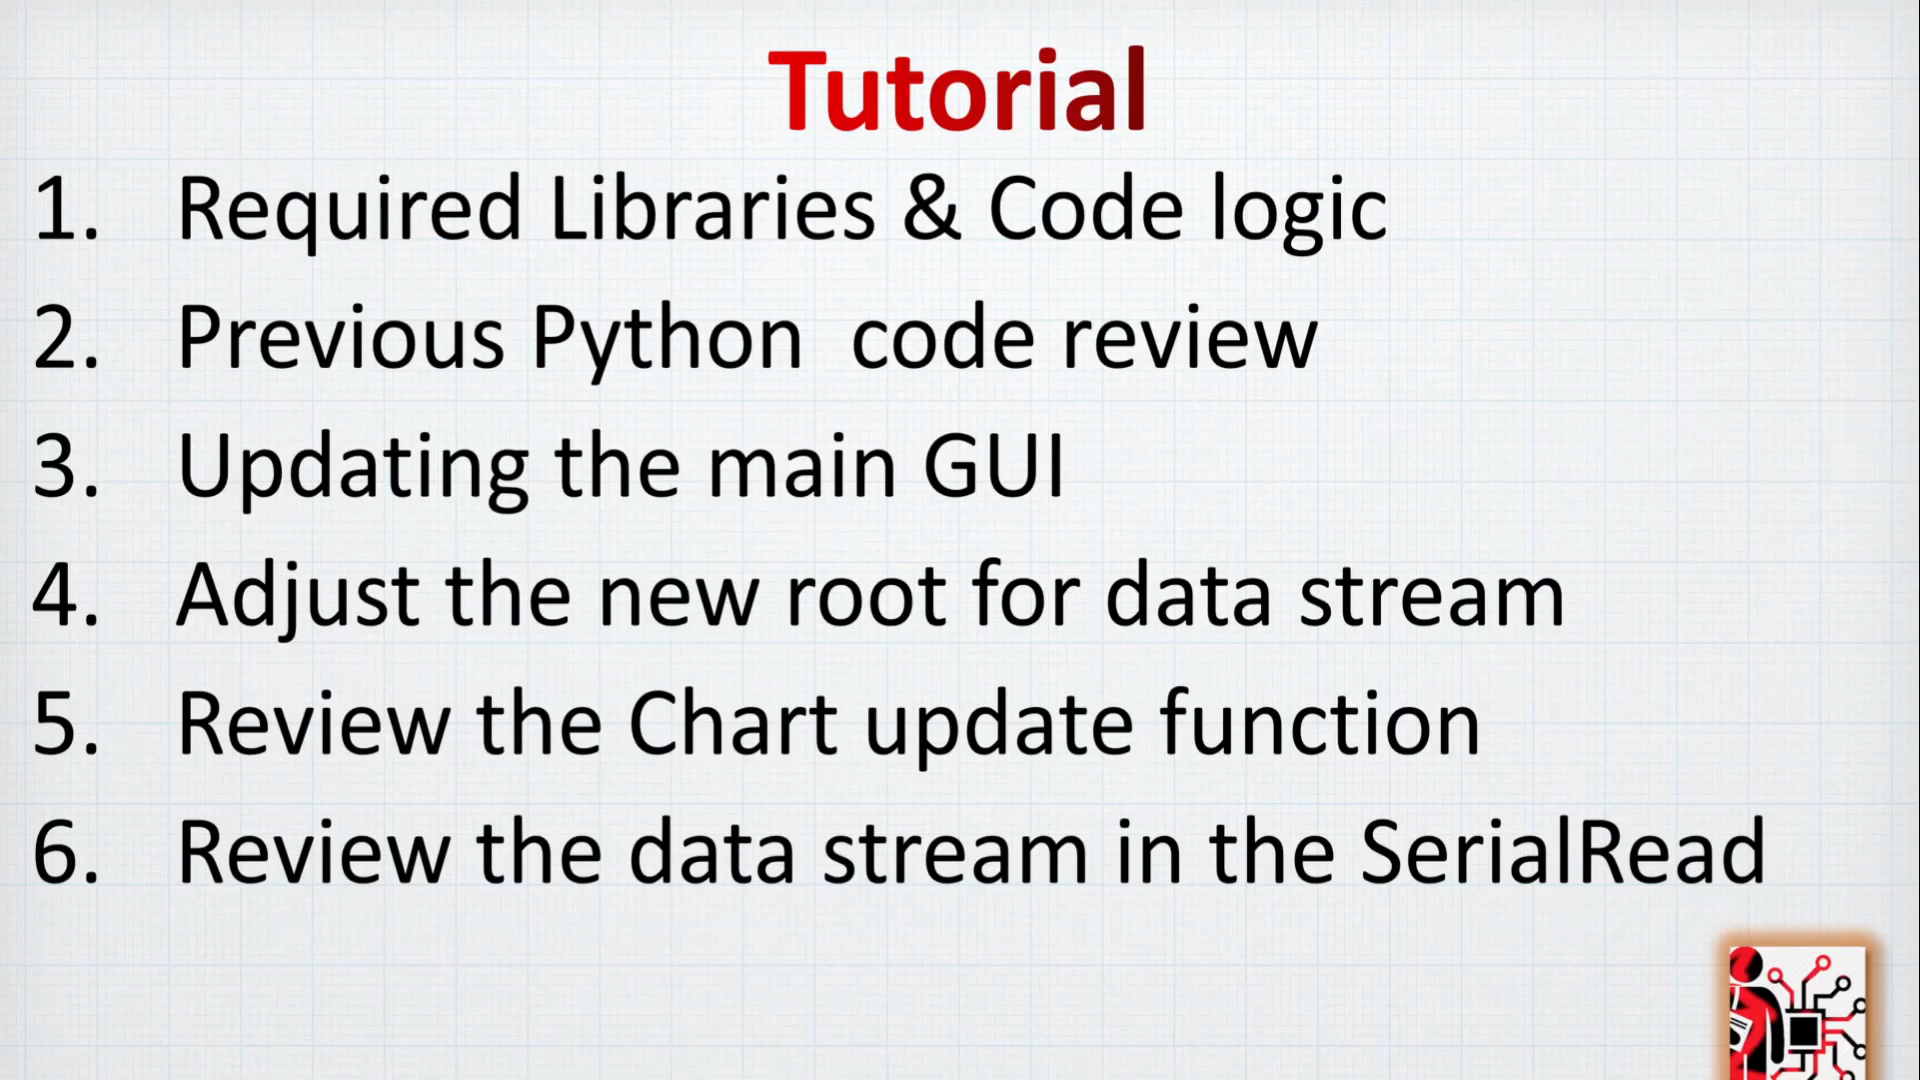 Tutorial
1. Required Libraries & Code logic
2. Previous Python  code review
3. Updating the main GUI
4. Adjust the new root for data stream
5. Review the Chart update function
6. Review the data stream in the SerialRead